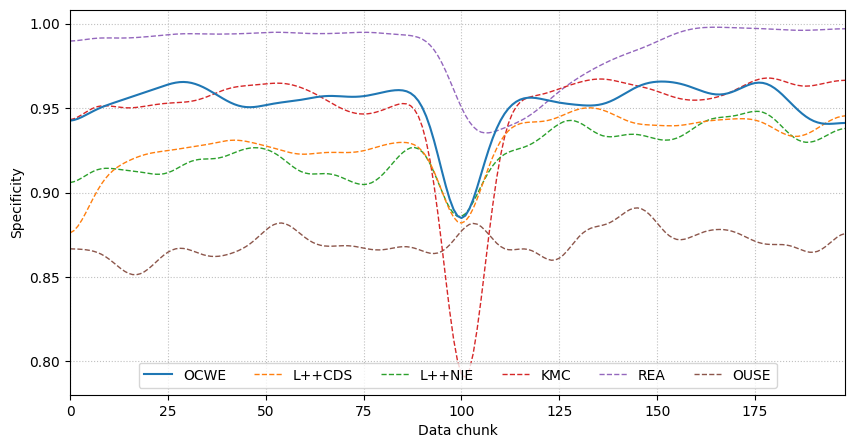 1.00
0.95
0.90
0.85
0.80
Specificity
0 25 50 75 100 125 150 175
Data chunk
OCWE L++CDS L++NIE KMC REA OUSE